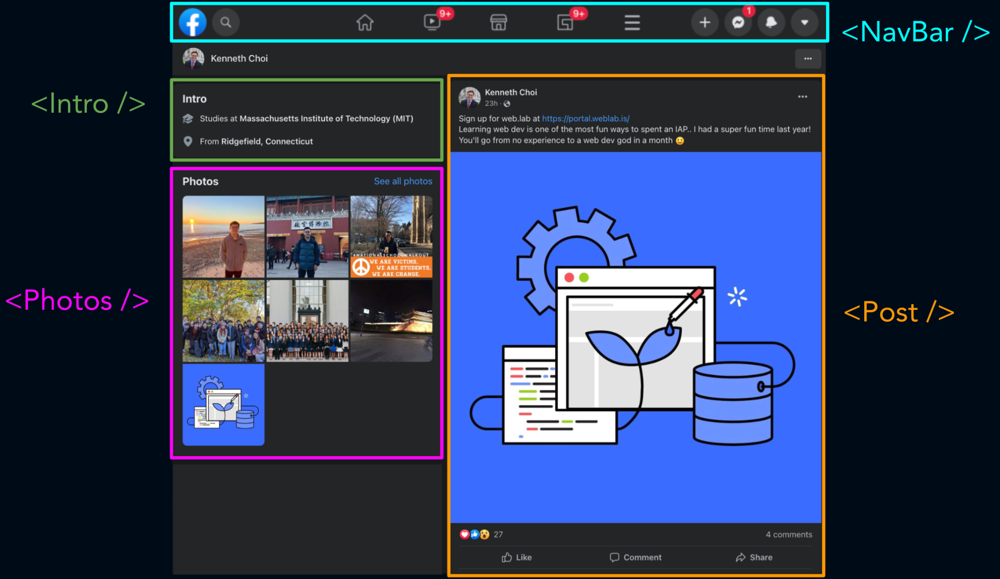 9+
9+
1
<NavBar />
Kenneth Choi
<Intro />
Intro
Studies at Massachusetts Institute of Technology (MIT)
From Ridgefield, Connecticut
<Photos />
Photos
See all photos
故宫博物院
#NATIONALSCHOOLWALKOUT
WE ARE VICTIMS,
WE ARE STUDENTS,
WE ARE CHANGE.
<Post />
Kenneth Choi
23h ·
Sign up for web.lab at https://portal.weblab.is/
Learning web dev is one of the most fun ways to spent an IAP.. I had a super fun time last year!
You'll go from no experience to a web dev god in a month 😀
27
4 comments
Like
Comment
Share